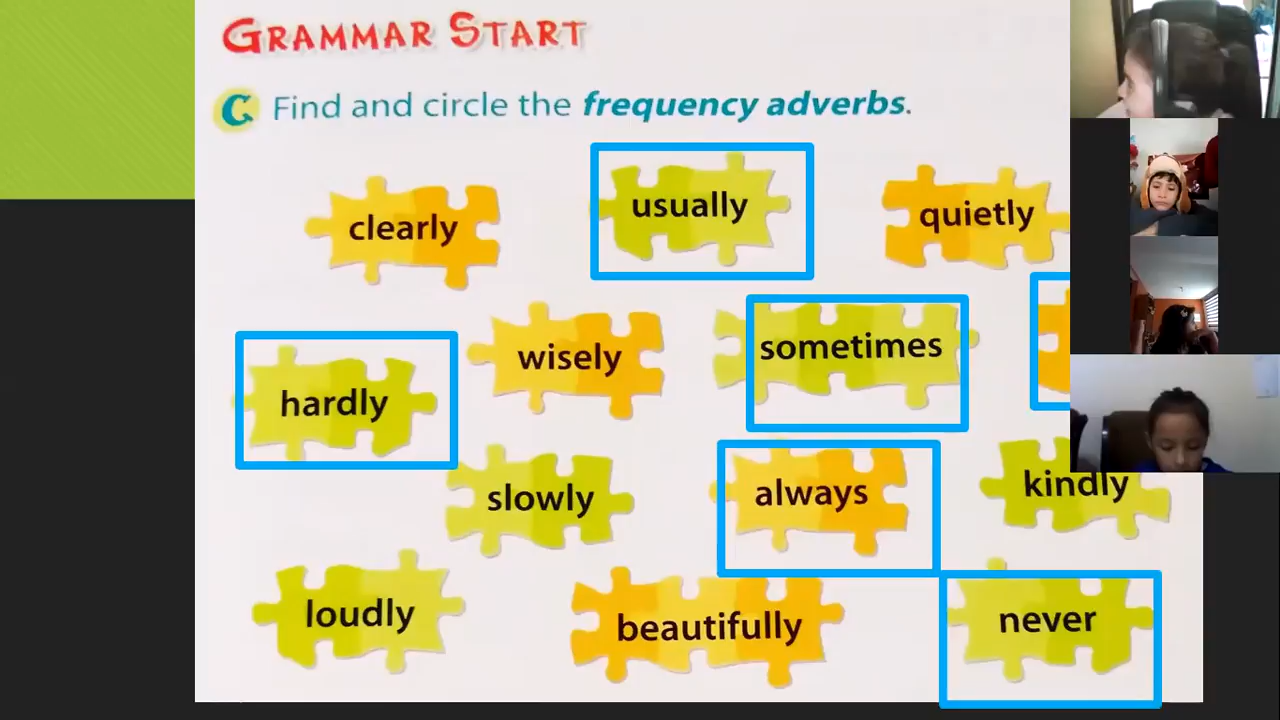 GRAMMAR START
C Find and circle the frequency adverbs.
clearly
usually
quietly
hardly
wisely
sometimes
slowly
always
kindly
loudly
beautifully
never